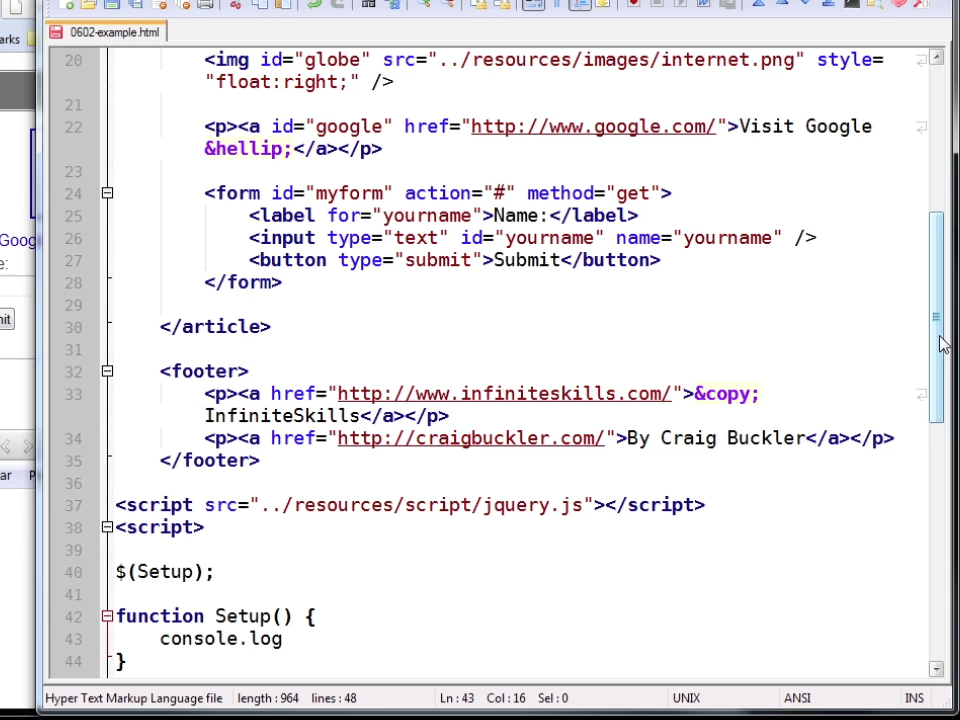 arks
0602-example.html
20 <img id="globe" src="../resources/images/internet.png" style=
"float:right;" />
21
22 <p><a id="google" href="http://www.google.com/">Visit Google
&hellip;</a></p>
23
24 <form id="myform" action="#" method="get">
25 <label for="yourname">Name:</label>
26 <input type="text" id="yourname" name="yourname" />
27 <button type="submit">Submit</button>
28 </form>
29
30 </article>
31
32 <footer>
33 <p><a href="http://www.infiniteskills.com/">&copy;
InfiniteSkills</a></p>
34 <p><a href="http://craigbuckler.com/">By Craig Buckler</a></p>
35 </footer>
36
37 <script src="../resources/script/jquery.js"></script>
38 <script>
39
40 $(Setup);
41
42 function Setup() {
43 console.log
44 }
Goog
e:
nit
ar P
Hyper Text Markup Language file length : 964 lines : 48 Ln : 43 Col : 16 Sel : 0 UNIX ANSI INS